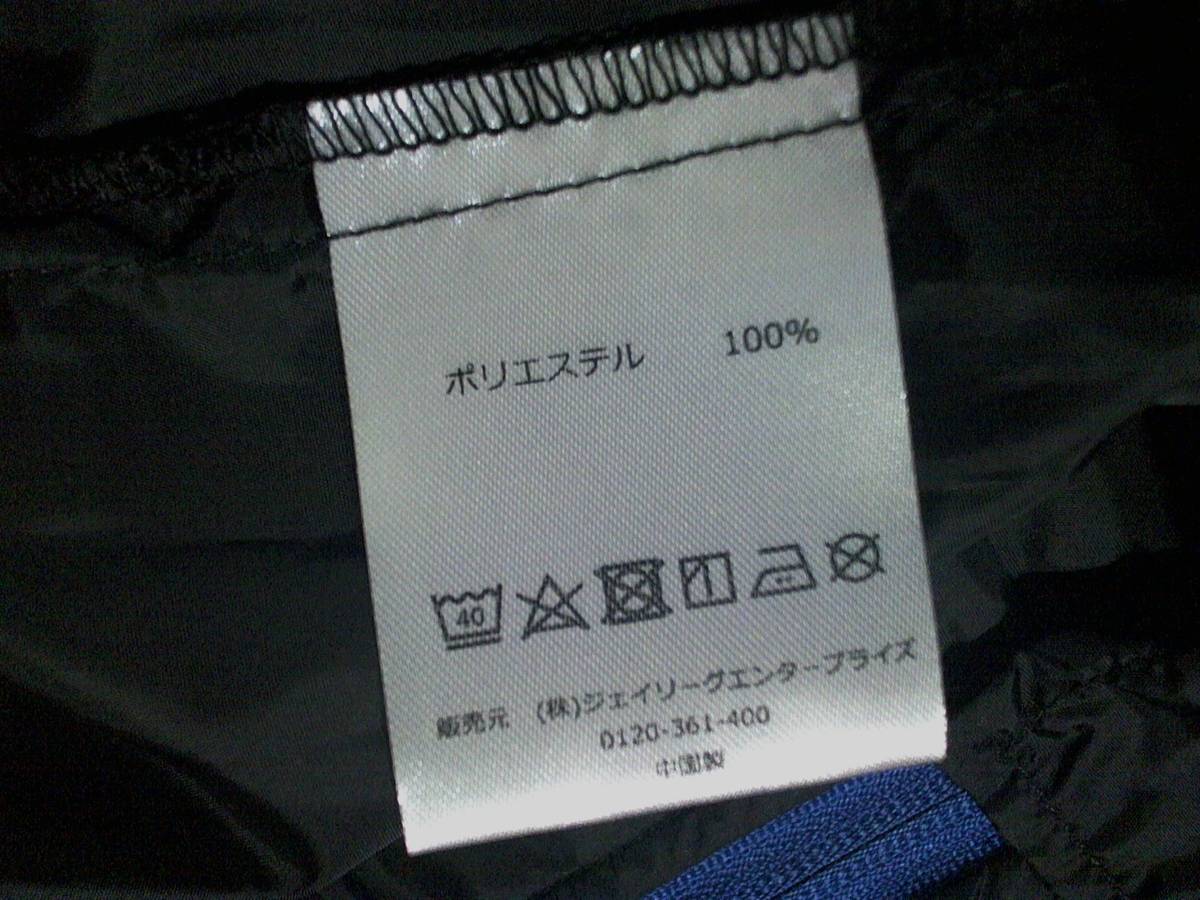 ポリエステル 100%
40
販売元 (株)ジェイリーグエンタープライズ
0120-361-400
中国製